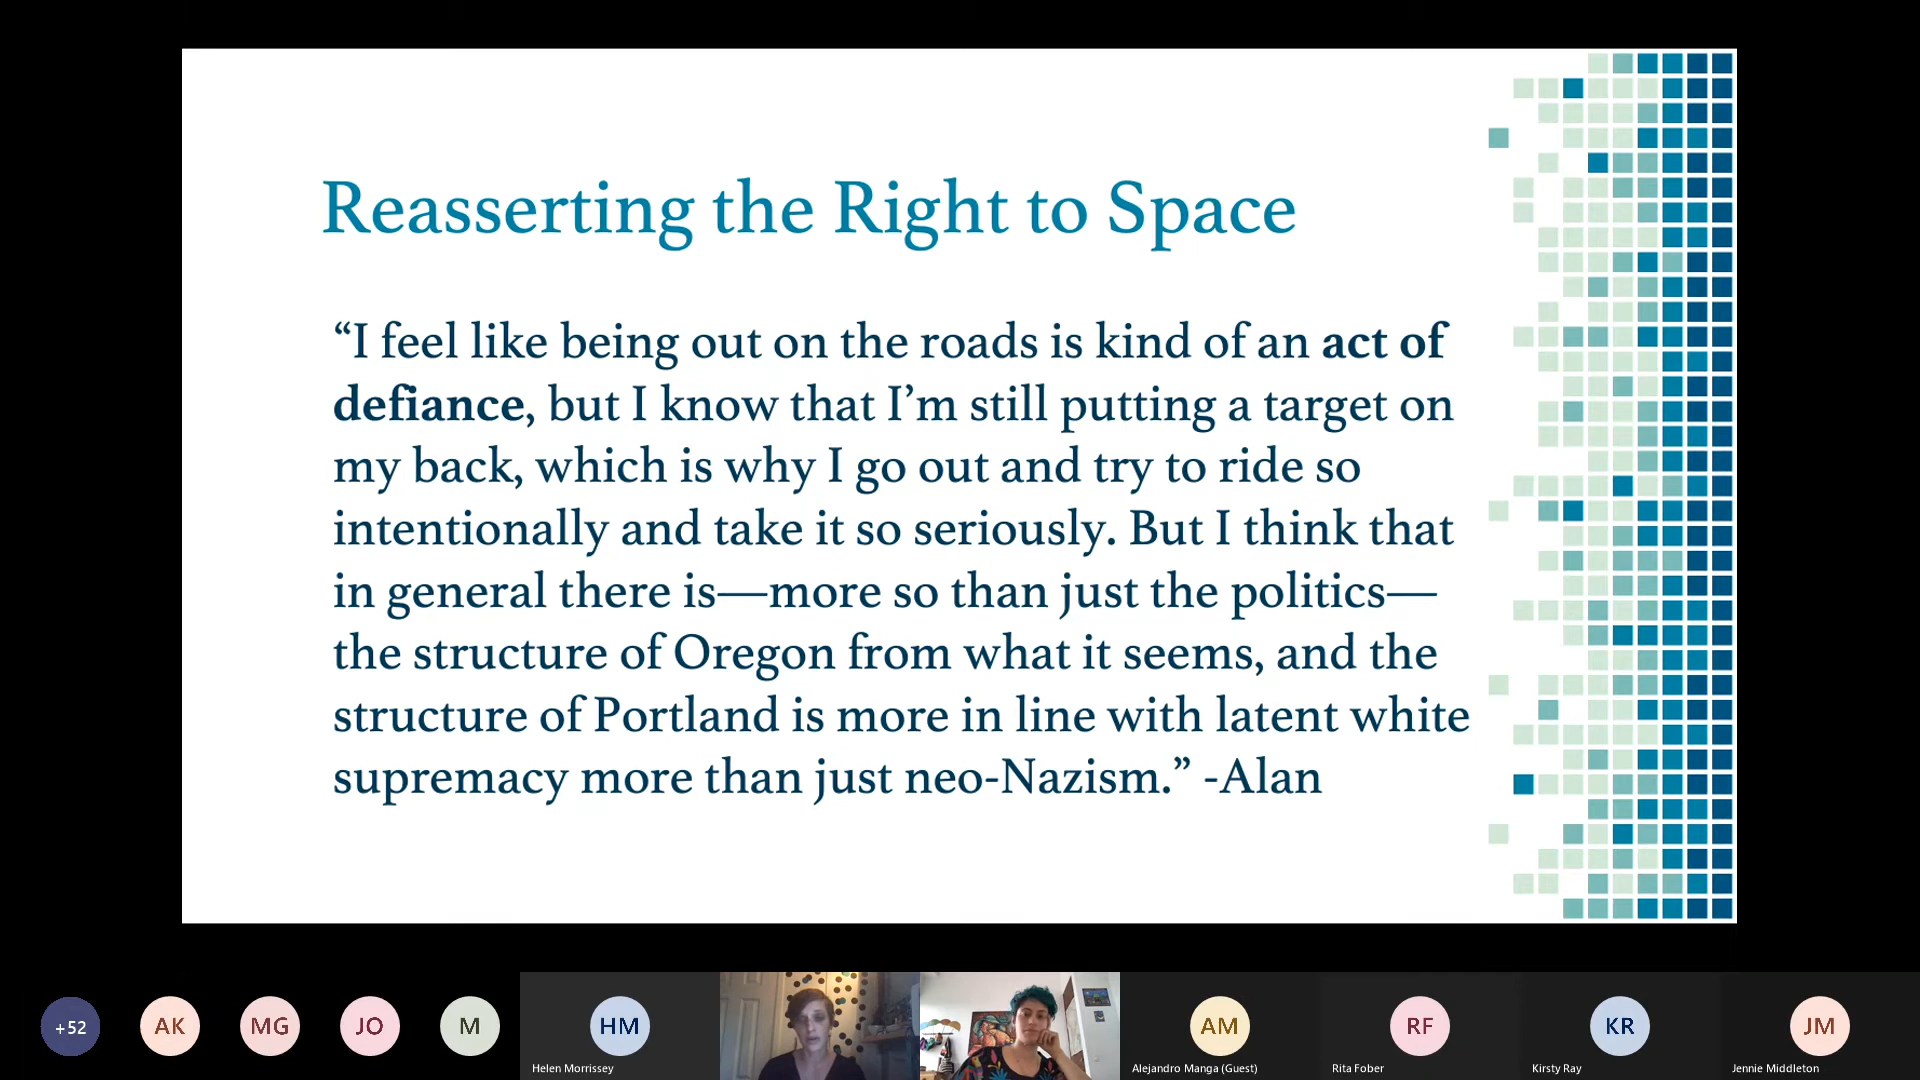 Reasserting the Right to Space
“I feel like being out on the roads is kind of an act of
defiance, but I know that I’m still putting a target on
my back, which is why I go out and try to ride so
intentionally and take it so seriously. But I think that
in general there is—more so than just the politics—
the structure of Oregon from what it seems, and the
structure of Portland is more in line with latent white
supremacy more than just neo-Nazism.” -Alan
+52
AK
MG
JO
M
HM
Helen Morrissey
AM
Alejandro Manga (Guest)
RF
Rita Fober
KR
Kirsty Ray
JM
Jennie Middleton